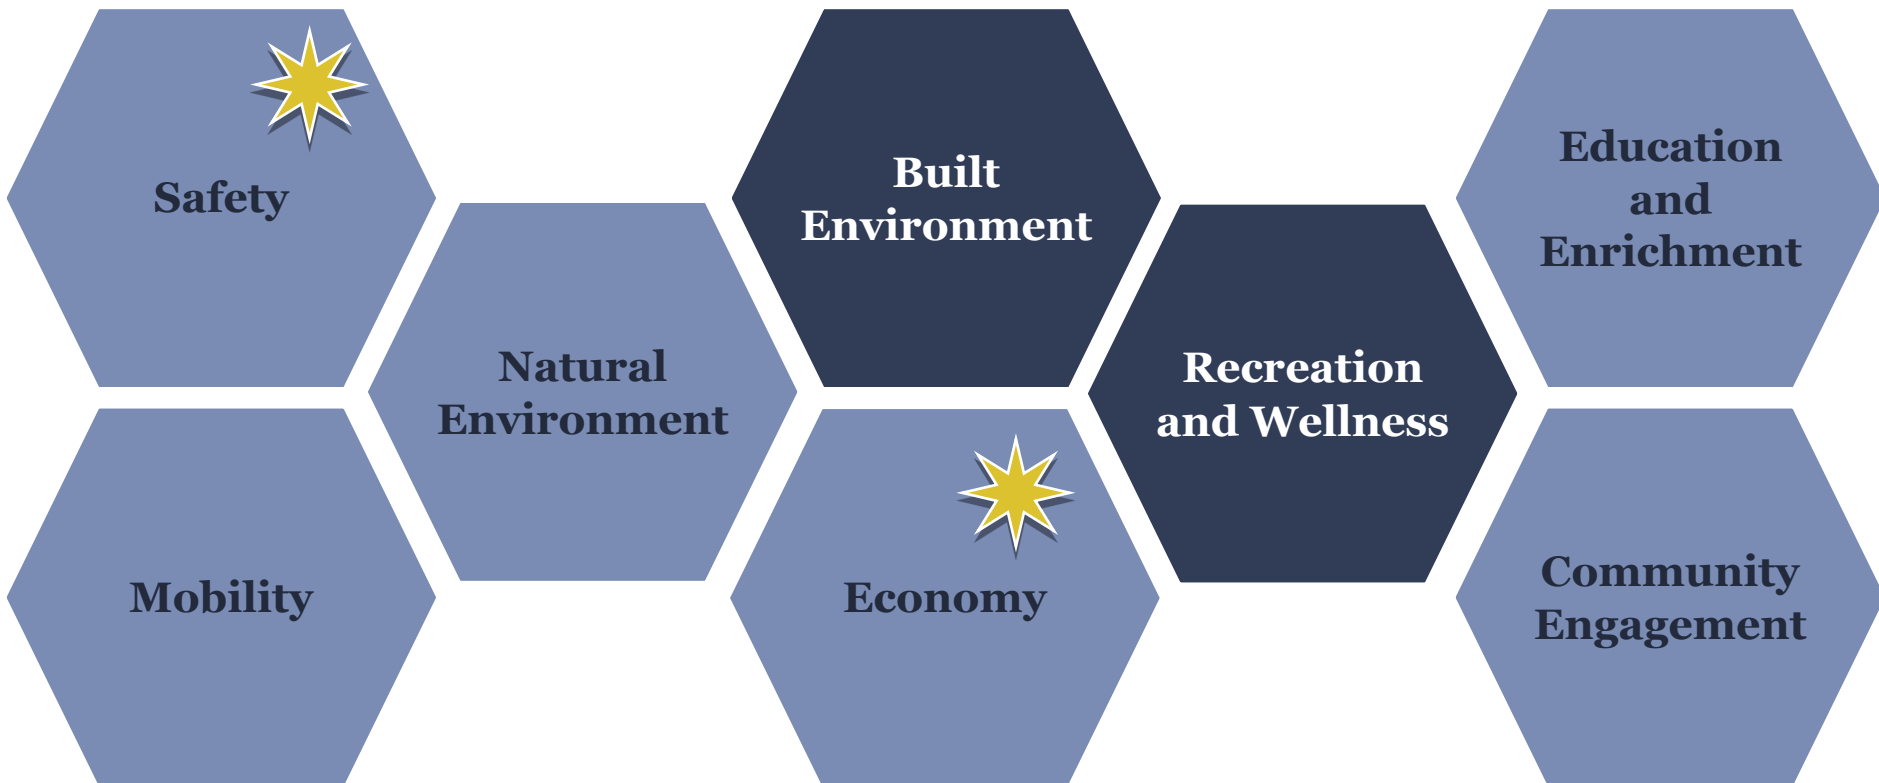 Safety
Built
Environment
Education
and
Enrichment
Natural
Environment
Recreation
and Wellness
Mobility
Economy
Community
Engagement